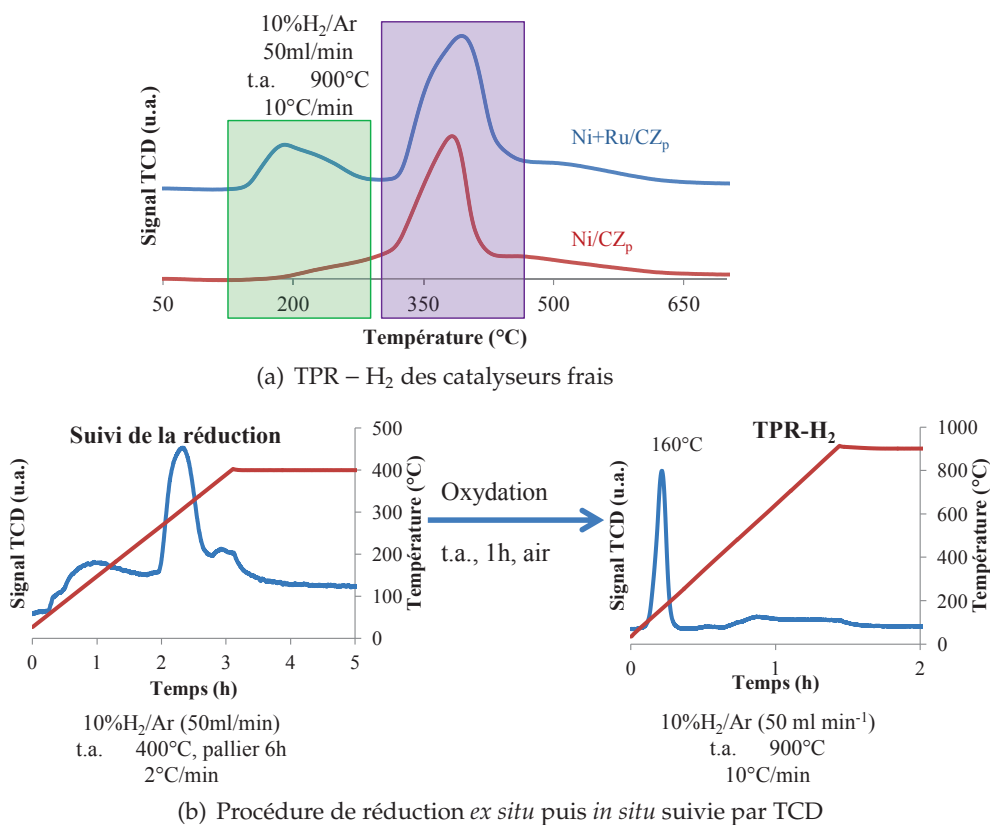 10%H₂/Ar
50ml/min
t.a. 900°C
10°C/min
Signal TCD (u.a.)
Ni+Ru/CZₚ
Ni/CZₚ
50 200 350 500 650
Température (°C)
(a) TPR – H₂ des catalyseurs frais
Suivi de la réduction
Signal TCD (u.a.)
500
400
300
200
100
0
Température (°C)
0 1 2 3 4 5
Temps (h)
10%H₂/Ar (50ml/min)
t.a. 400°C, pallier 6h
2°C/min
Oxydation
t.a., 1h, air
TPR-H₂
160°C
Signal TCD (u.a.)
1000
800
600
400
200
0
Température (°C)
0 1 2
Temps (h)
10%H₂/Ar (50 ml min⁻¹)
t.a. 900°C
10°C/min
(b) Procédure de réduction ex situ puis in situ suivie par TCD